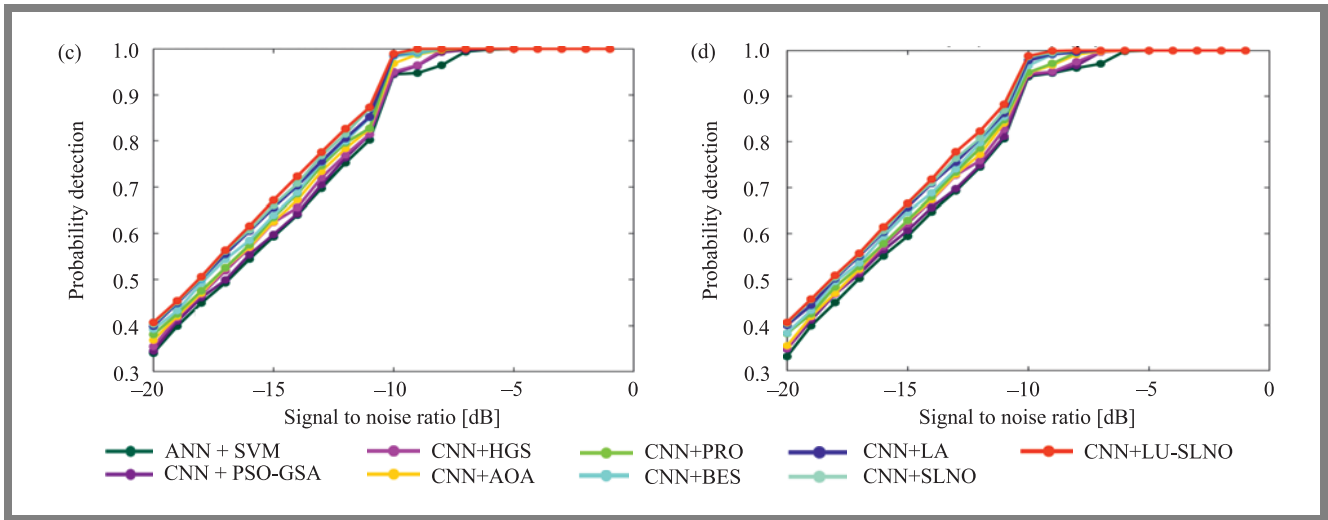 (c)
1.0
0.9
0.8
0.7
0.6
0.5
0.4
0.3
Probability detection
−20
−15
−10
−5
0
Signal to noise ratio [dB]
(d)
1.0
0.9
0.8
0.7
0.6
0.5
0.4
0.3
Probability detection
−20
−15
−10
−5
0
Signal to noise ratio [dB]
ANN + SVM
CNN+HGS
CNN+PRO
CNN+LA
CNN+LU-SLNO
CNN + PSO-GSA
CNN+AOA
CNN+BES
CNN+SLNO